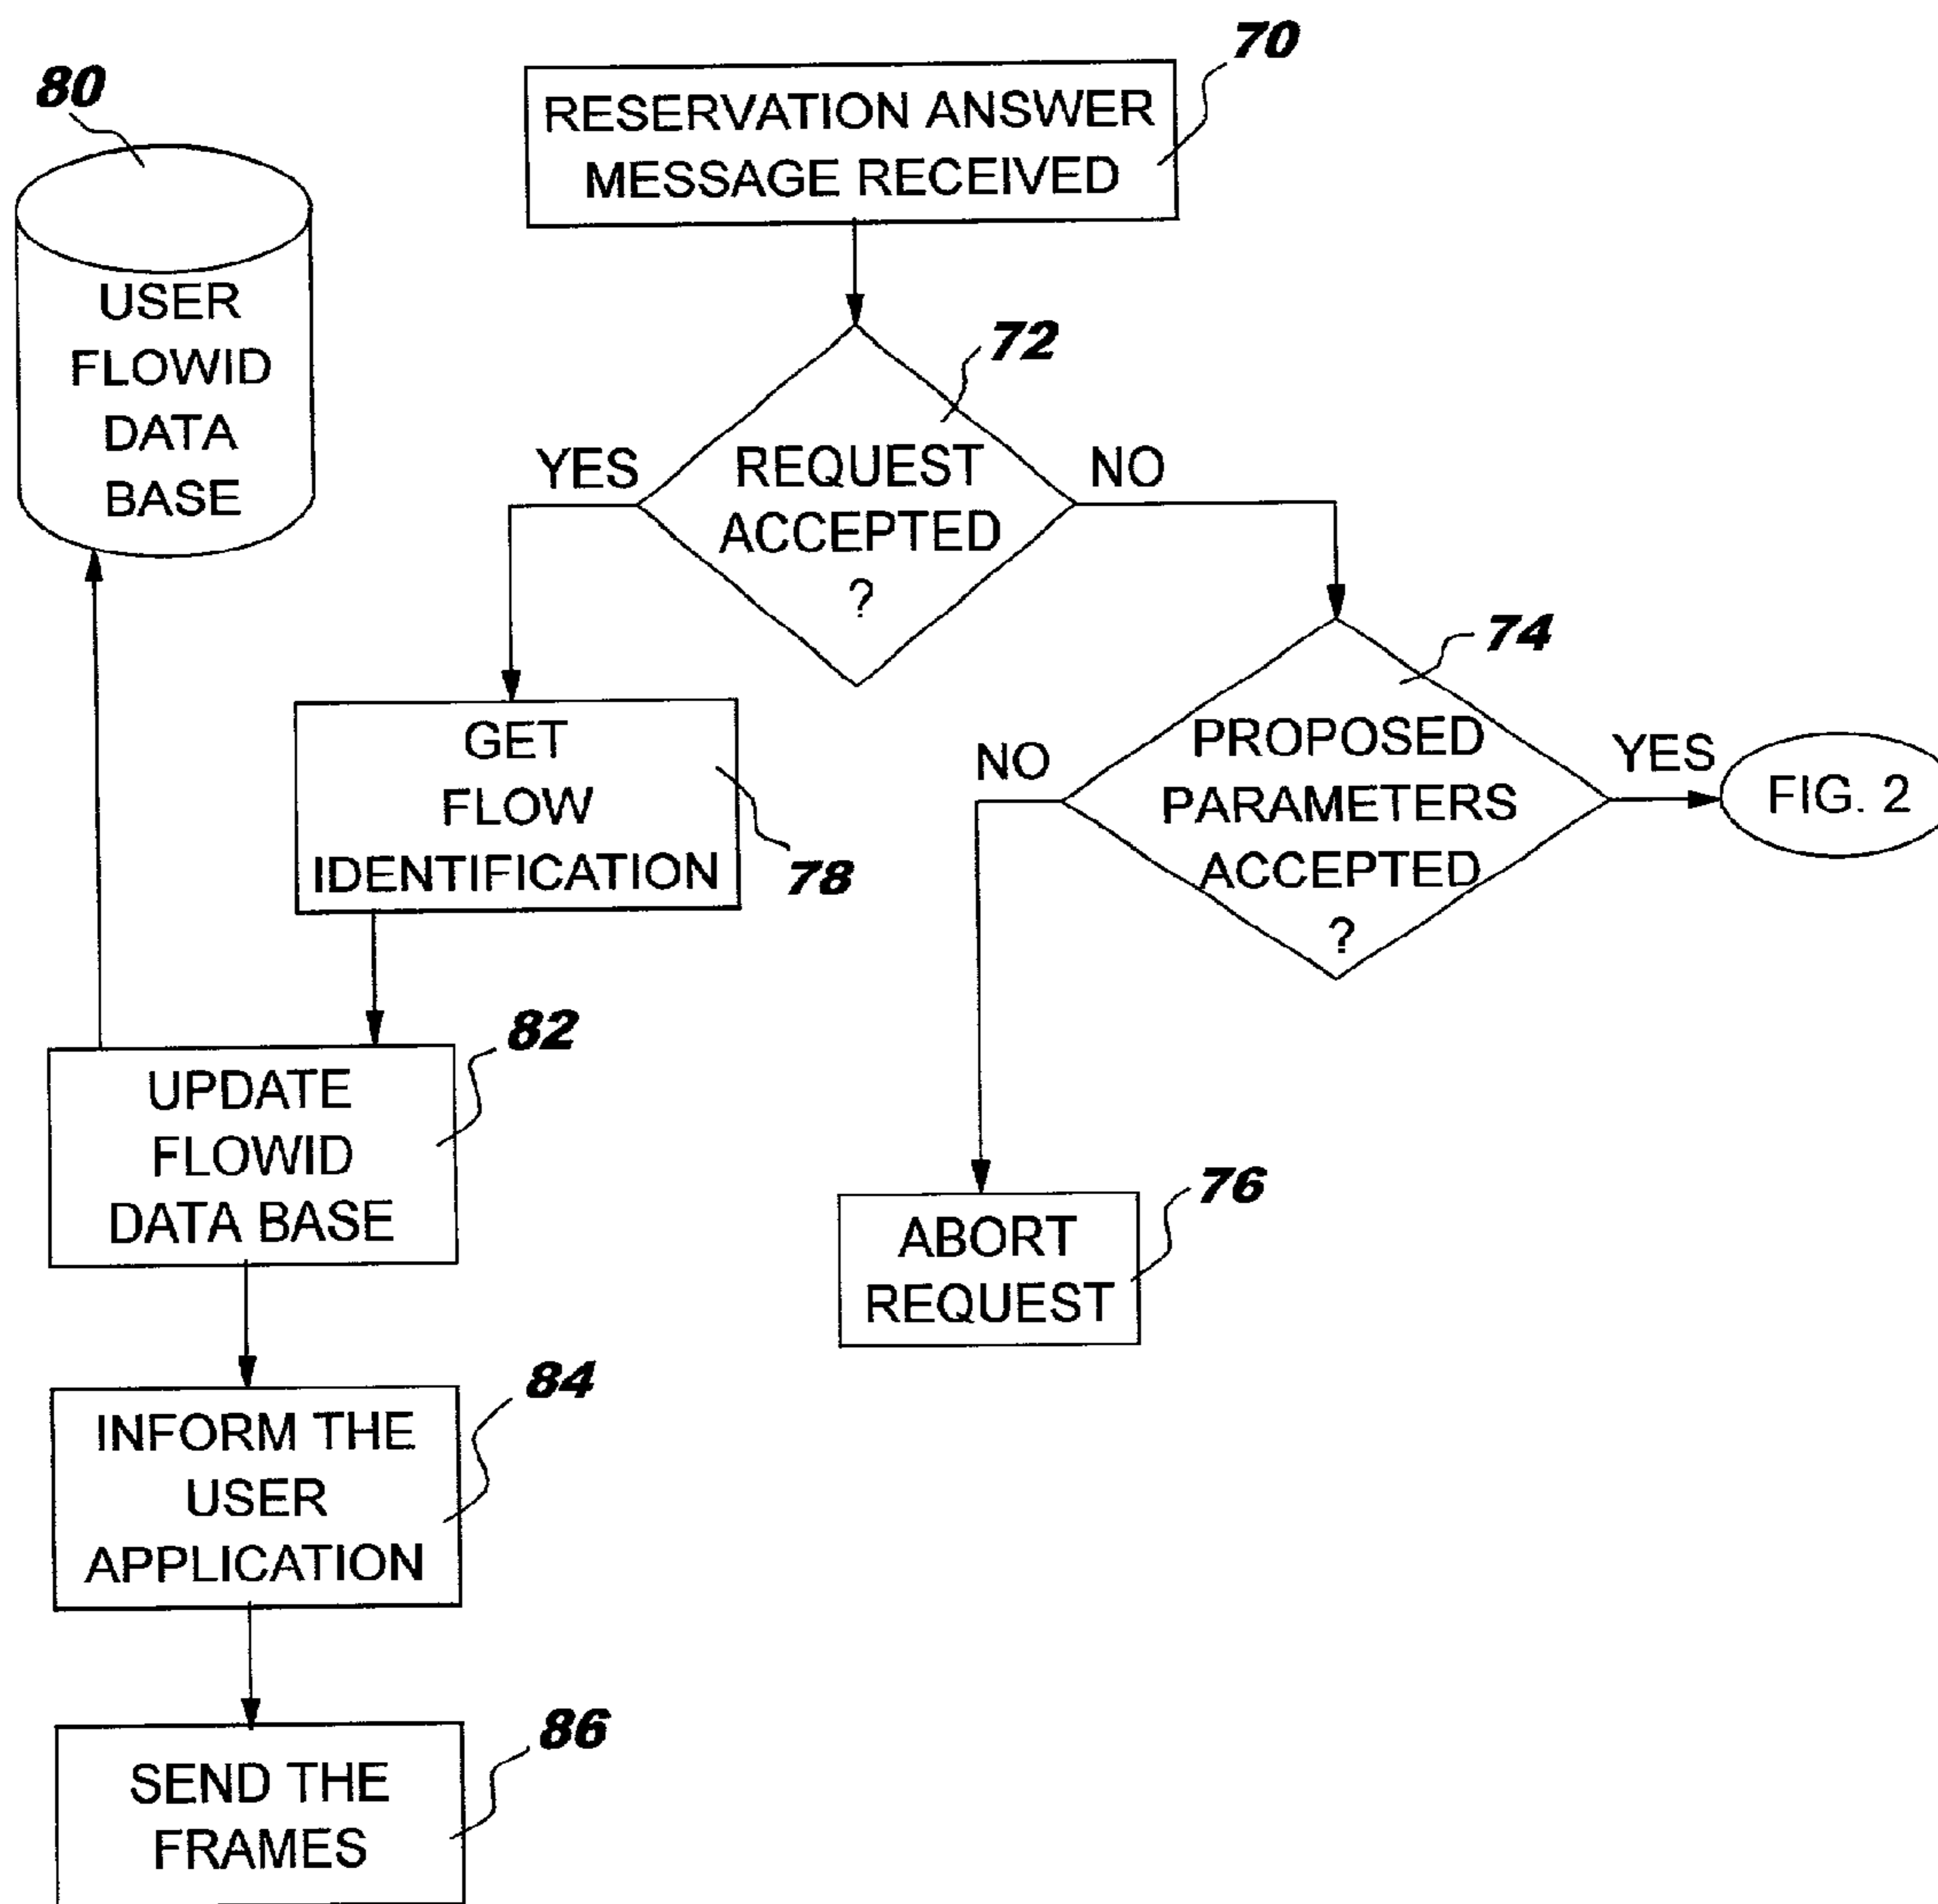 70
80
RESERVATION ANSWER
MESSAGE RECEIVED
USER
FLOWID
DATA
BASE
72
YES
REQUEST
ACCEPTED
?
NO
74
GET
FLOW
IDENTIFICATION
78
NO
PROPOSED
PARAMETERS
ACCEPTED
?
YES
FIG. 2
82
UPDATE
FLOWID
DATA BASE
76
ABORT
REQUEST
84
INFORM THE
USER
APPLICATION
86
SEND THE
FRAMES